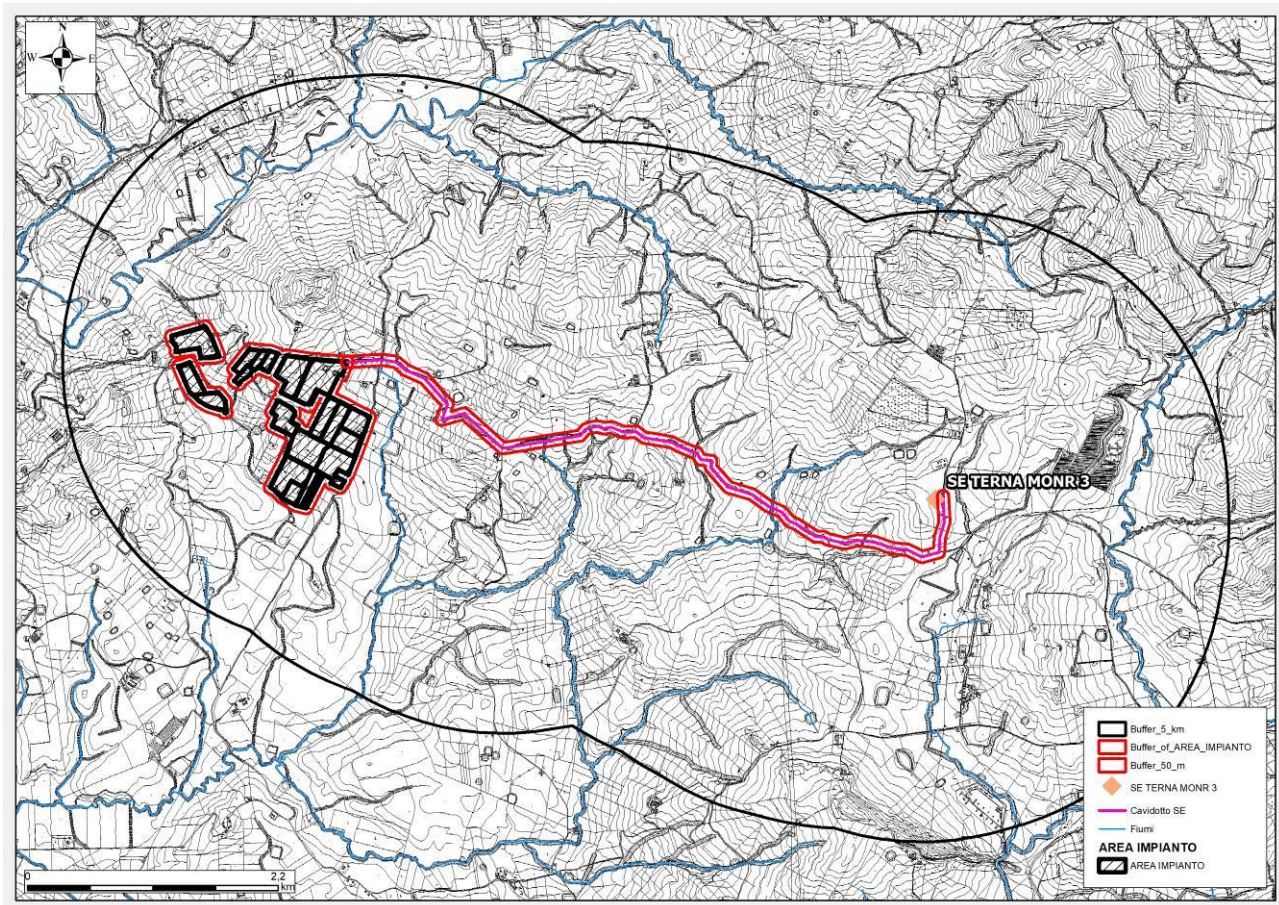 N
W E
S
SE TERNA MONR 3
Buffer_5_km
Buffer_of_AREA_IMPIANTO
Buffer_50_m
SE TERNA MONR 3
Cavidotto SE
Fiumi
AREA IMPIANTO
AREA IMPIANTO
0 2,2
km